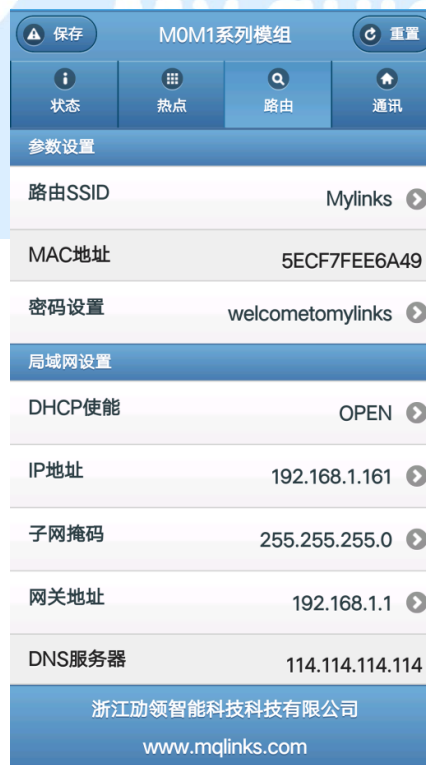 保存
M0M1系列模组
重置
状态
热点
路由
通讯
参数设置
路由SSID
Mylinks
MAC地址
5ECF7FEE6A49
密码设置
welcometomylinks
局域网设置
DHCP使能
OPEN
IP地址
192.168.1.161
子网掩码
255.255.255.0
网关地址
192.168.1.1
DNS服务器
114.114.114.114
浙江劢领智能科技科技有限公司
www.mqlinks.com